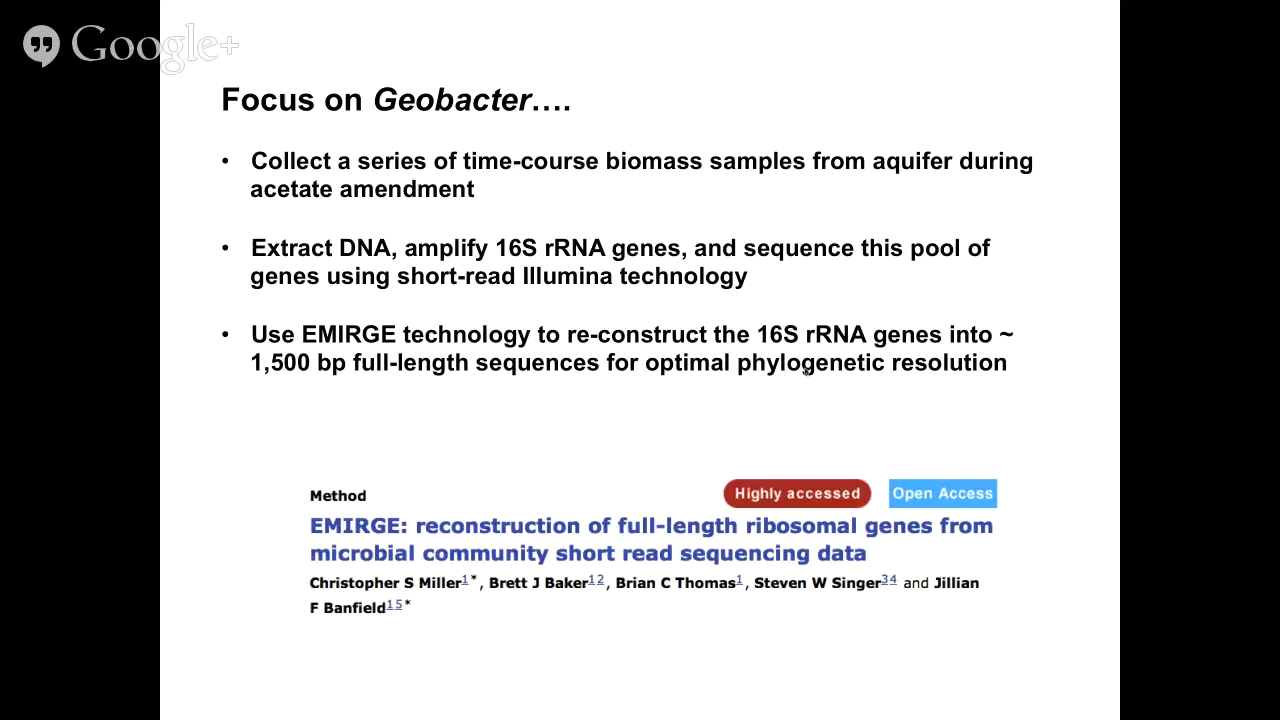 Google+
Focus on Geobacter….
• Collect a series of time-course biomass samples from aquifer during
acetate amendment
• Extract DNA, amplify 16S rRNA genes, and sequence this pool of
genes using short-read Illumina technology
• Use EMIRGE technology to re-construct the 16S rRNA genes into ~
1,500 bp full-length sequences for optimal phylogenetic resolution
Method Highly accessed Open Access
EMIRGE: reconstruction of full-length ribosomal genes from
microbial community short read sequencing data
Christopher S Miller1*, Brett J Baker12, Brian C Thomas1, Steven W Singer34 and Jillian
F Banfield15*